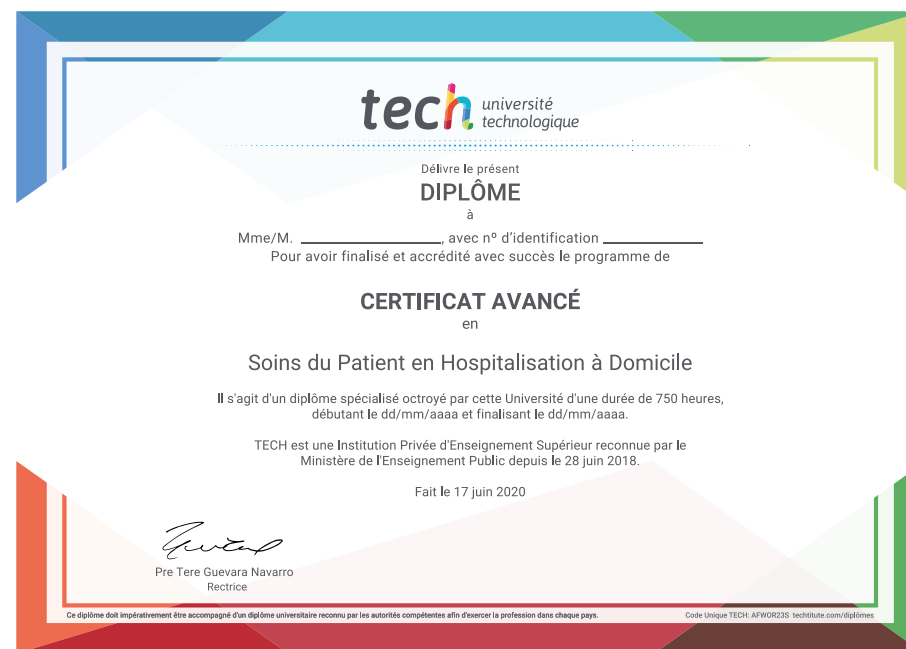 tech université
technologique
Délivre le présent
DIPLÔME
à
Mme/M. ____________________, avec nº d'identification ______________
Pour avoir finalisé et accrédité avec succès le programme de
CERTIFICAT AVANCÉ
en
Soins du Patient en Hospitalisation à Domicile
Il s'agit d'un diplôme spécialisé octroyé par cette Université d'une durée de 750 heures,
débutant le dd/mm/aaaa et finalisant le dd/mm/aaaa.
TECH est une Institution Privée d'Enseignement Supérieur reconnue par le
Ministère de l'Enseignement Public depuis le 28 juin 2018.
Fait le 17 juin 2020
Pre Tere Guevara Navarro
Rectrice
Ce diplôme doit impérativement être accompagné d'un diplôme universitaire reconnu par les autorités compétentes afin d'exercer la profession dans chaque pays.
Code Unique TECH: AFWOR23S techtitute.com/diplômes